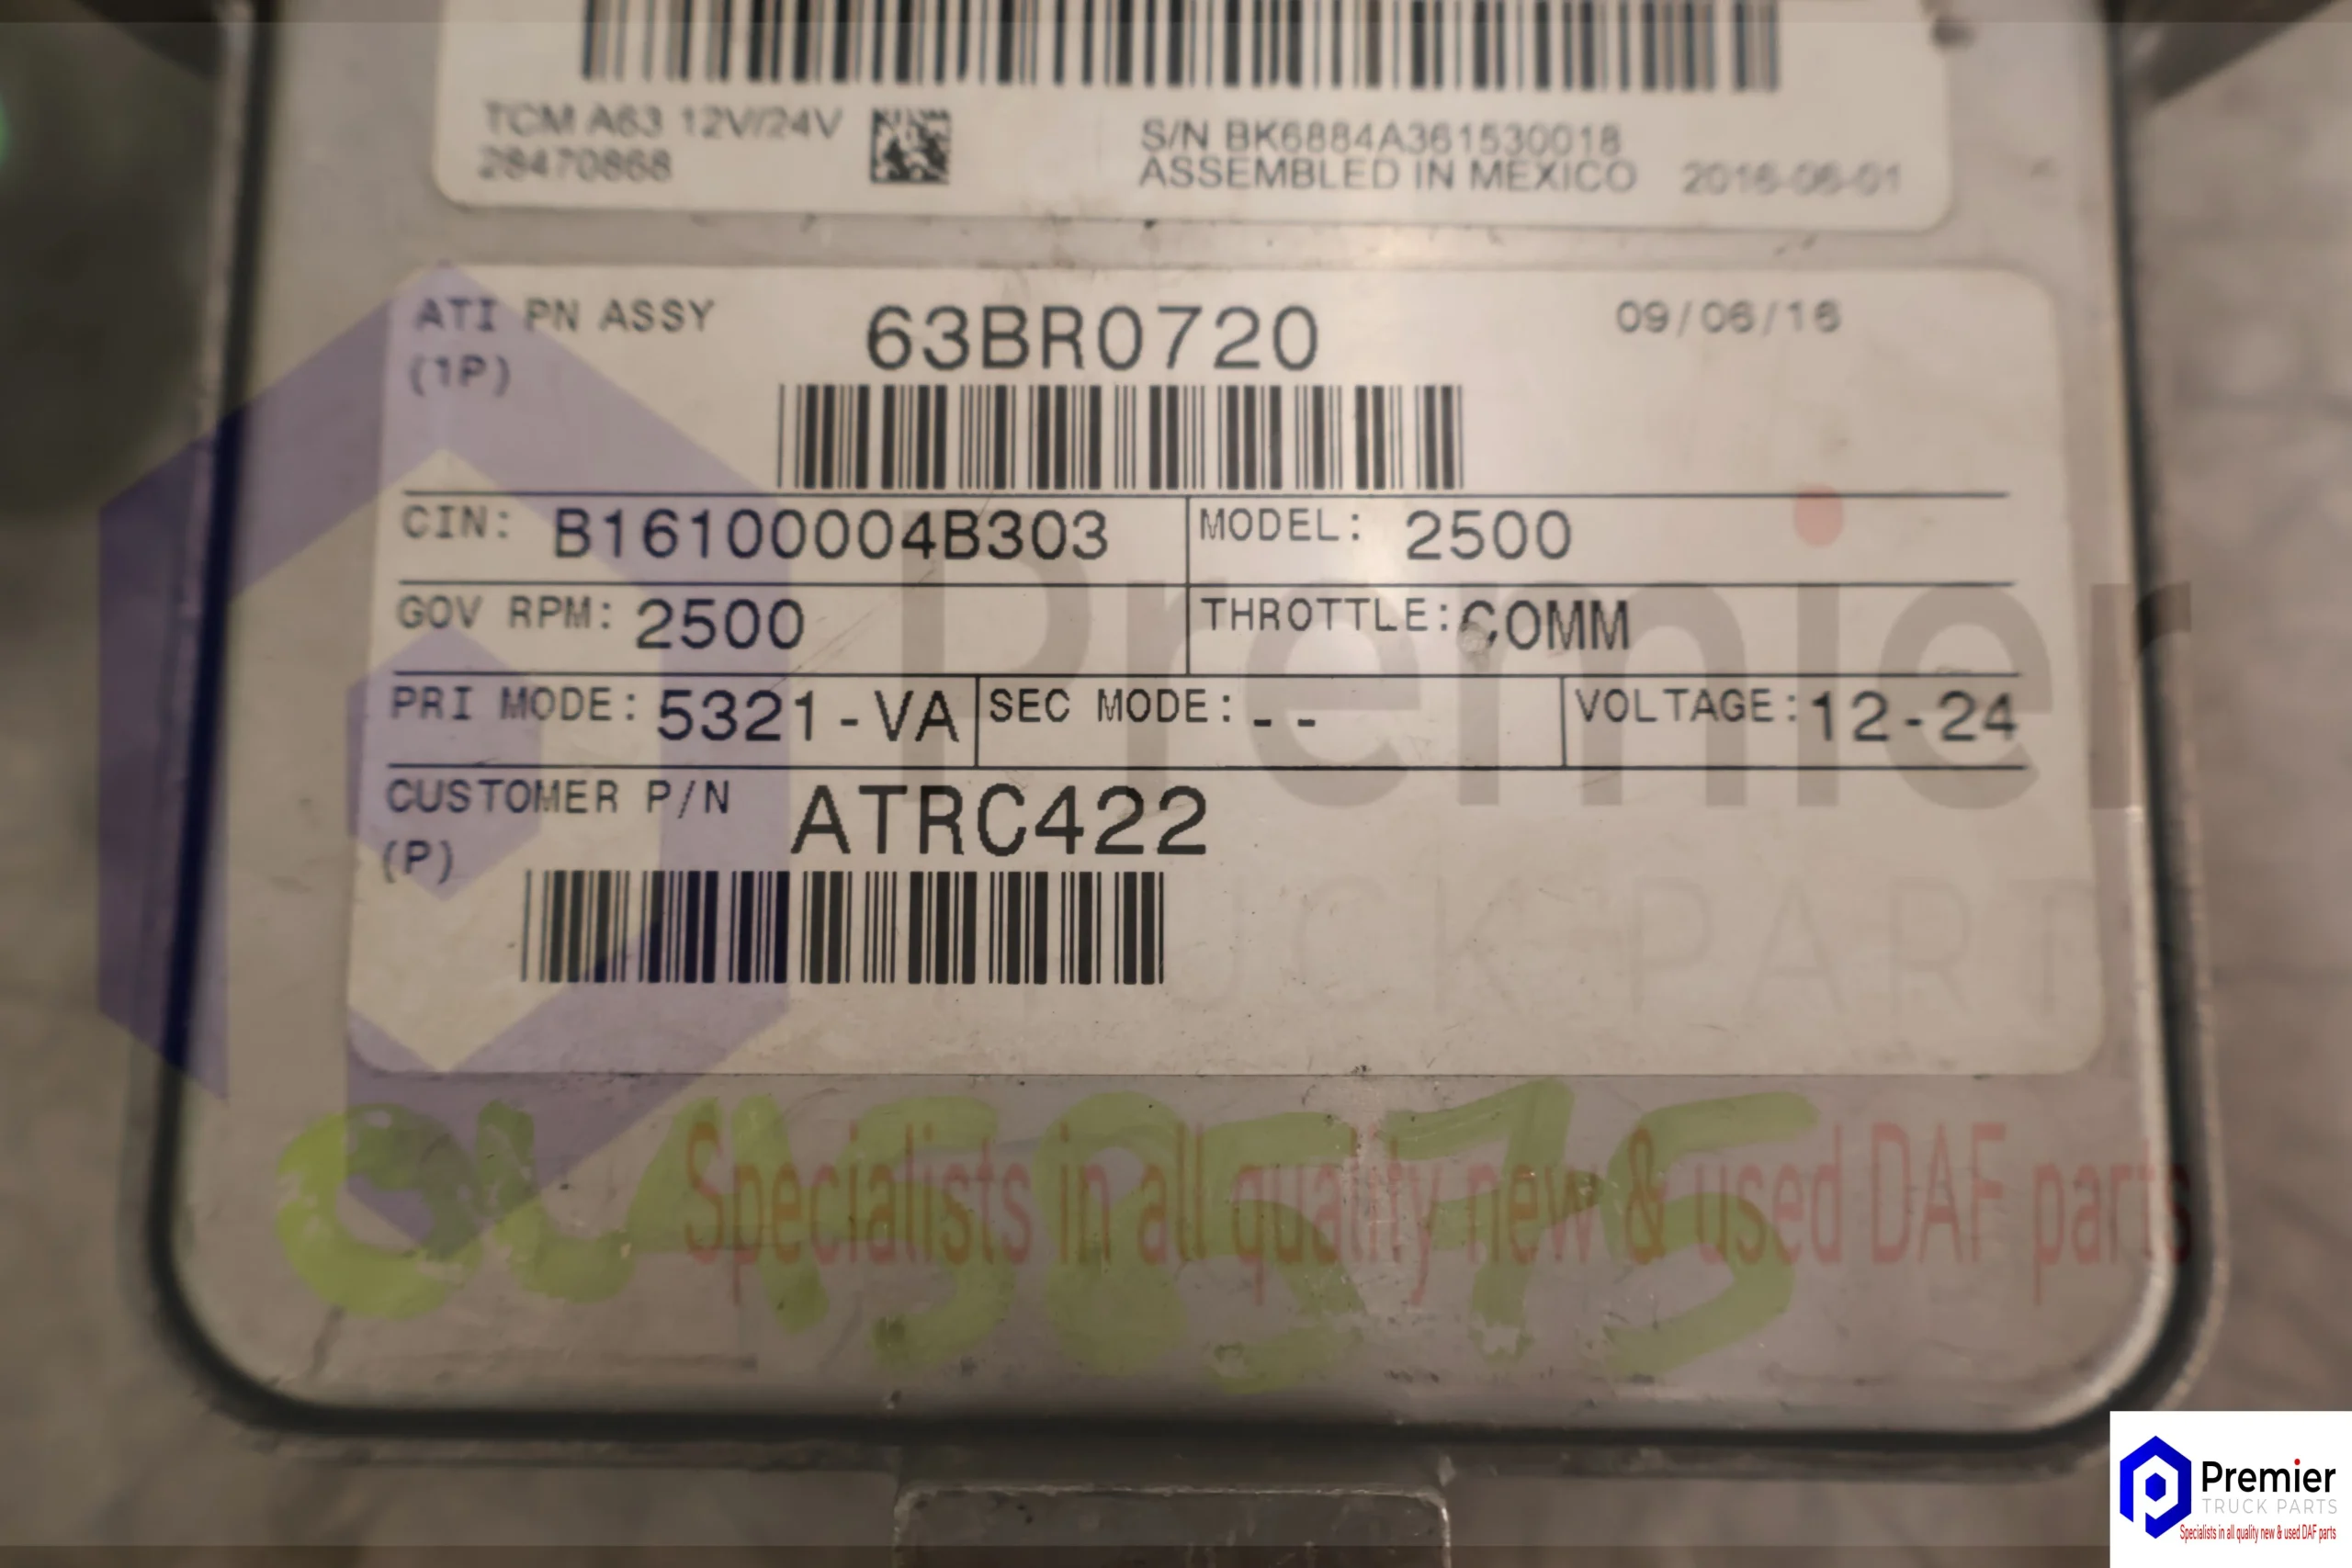 TCM A63 12V/24V
28470868
S/N BK6884A361530018
ASSEMBLED IN MEXICO 2016-06-01
ATI PN ASSY 63BR0720 09/06/16
(1P)
CIN: B16100004B303 MODEL: 2500
GOV RPM: 2500 THROTTLE: COMM
PRI MODE: 5321-VA SEC MODE: -- VOLTAGE: 12-24
CUSTOMER P/N ATRC422
(P)
Premier
TRUCK PARTS
Specialists in all quality new & used DAF parts
Premier
TRUCK PARTS
Specialists in all quality new & used DAF parts